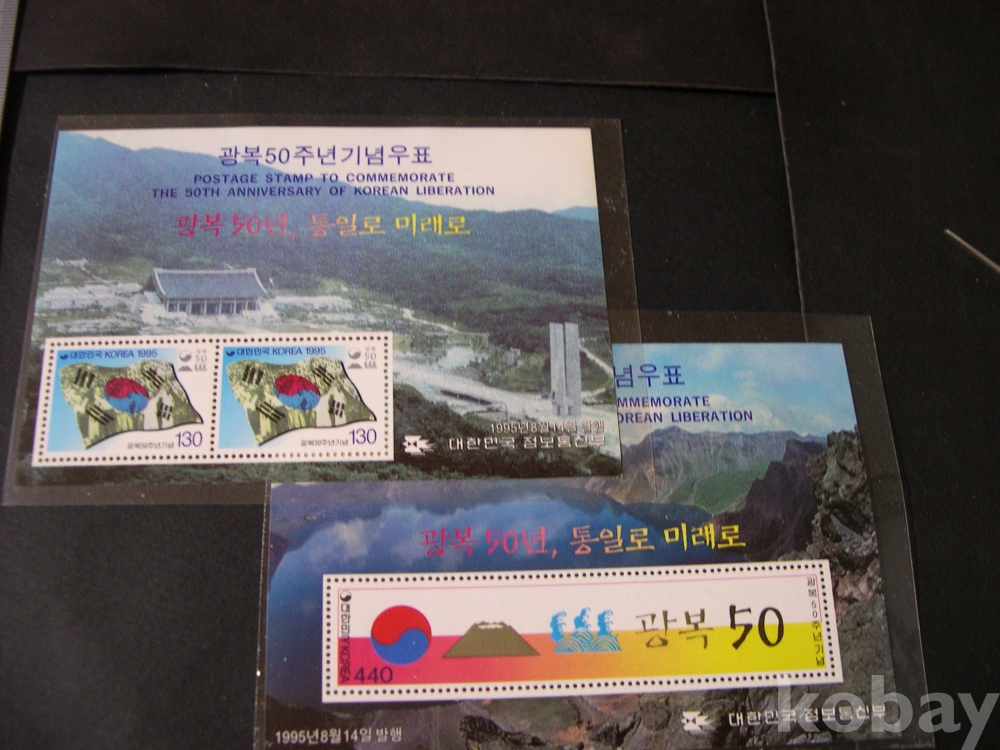 광복50주년기념우표
POSTAGE STAMP TO COMMEMORATE
THE 50TH ANNIVERSARY OF KOREAN LIBERATION
광복 50년, 통일로 미래로
대한민국 KOREA 1995
광복
50
광복50주년기념
130
대한민국 KOREA 1995
광복
50
광복50주년기념
130
1995년8월14일 발행
대한민국 정보통신부
념우표
MEMORATE
OREAN LIBERATION
광복 50년, 통일로 미래로
대한민국 KOREA
440
광복 50
광복50주년기념
1995년8월14일 발행
대한민국 정보통신부
kobay